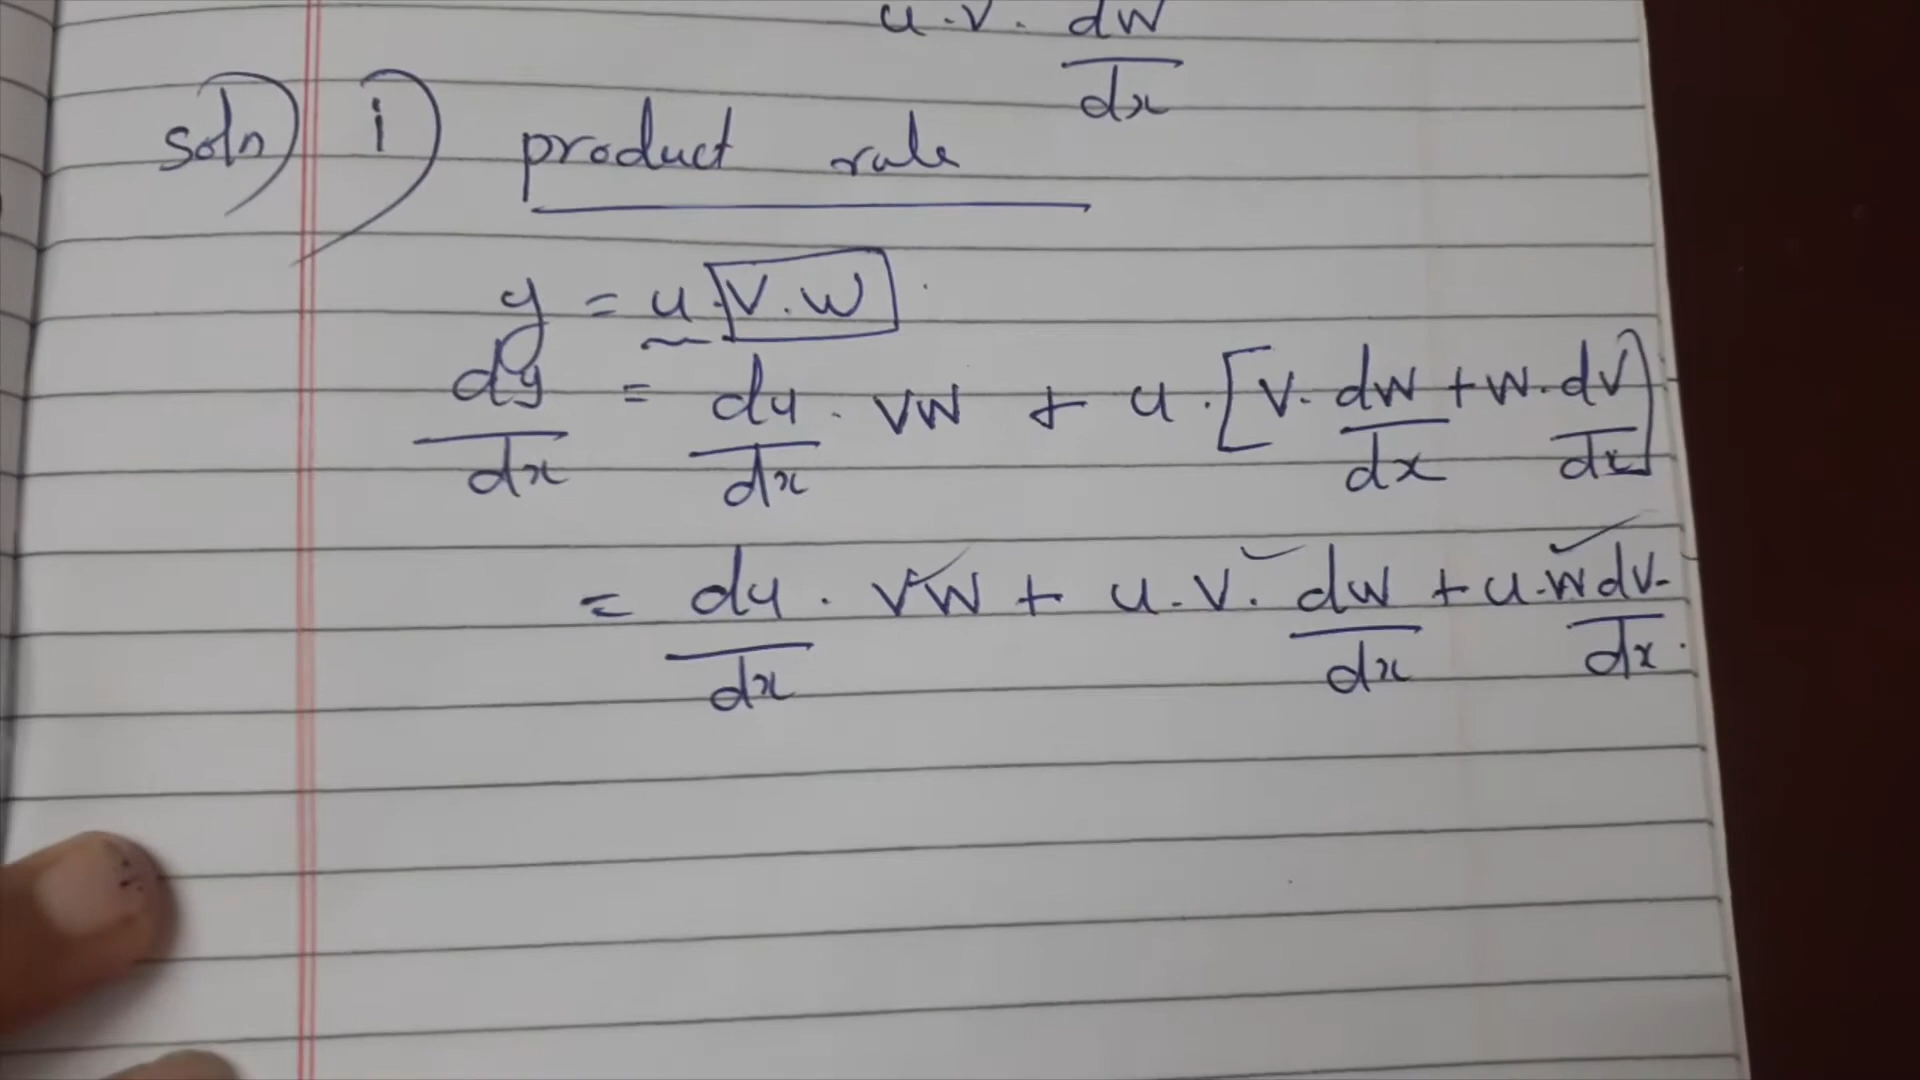 u.v. dw/dx
soln) i) product rule
y = u.v.w
dy/dx = du/dx . vw + u.[v.dw/dx + w.dv/dx]
= du/dx . vw + u.v. dw/dx + u.w dv/dx.